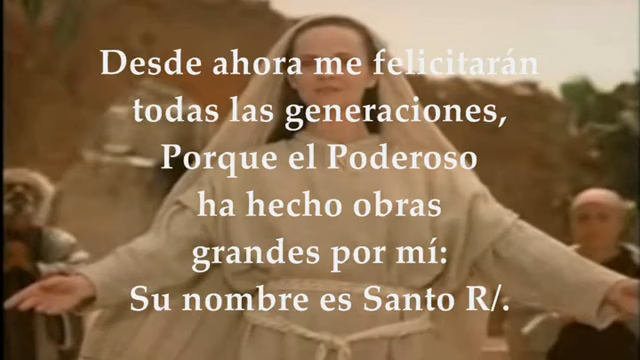 Desde ahora me felicitarán
todas las generaciones,
Porque el Poderoso
ha hecho obras
grandes por mí:
Su nombre es Santo R/.